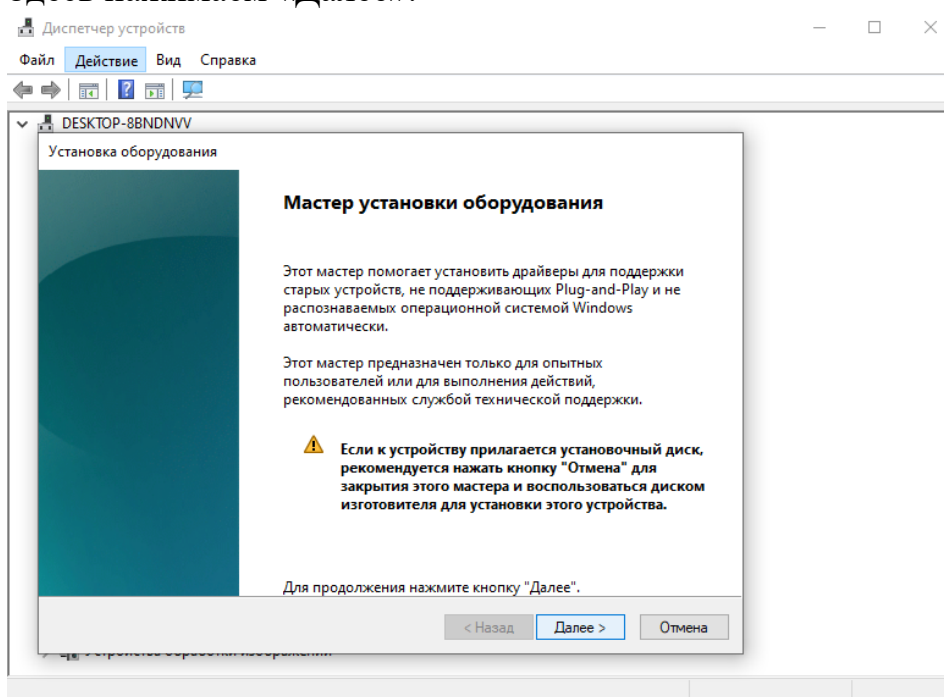 Диспетчер устройств
Файл Действие Вид Справка
DESKTOP-8BNDNVV
Установка оборудования
Мастер установки оборудования
Этот мастер помогает установить драйверы для поддержки
старых устройств, не поддерживающих Plug-and-Play и не
распознаваемых операционной системой Windows
автоматически.
Этот мастер предназначен только для опытных
пользователей или для выполнения действий,
рекомендованных службой технической поддержки.
Если к устройству прилагается установочный диск,
рекомендуется нажать кнопку "Отмена" для
закрытия этого мастера и воспользоваться диском
изготовителя для установки этого устройства.
Для продолжения нажмите кнопку "Далее".
< Назад Далее > Отмена